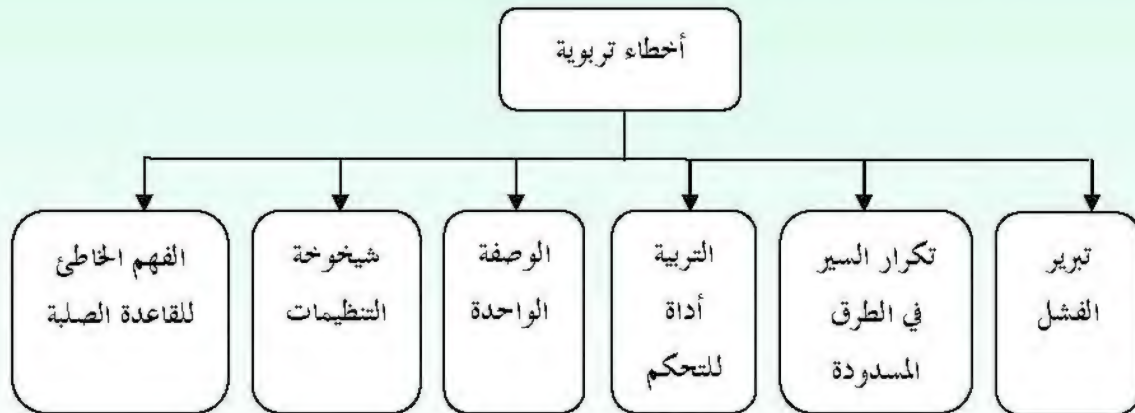 أخطاء تربوية
تبرير
الفشل
تكرار السير
في الطرق
المسدودة
التربية
أداة
للتحكم
الوصفة
الواحدة
شيخوخة
التنظيمات
الفهم الخاطئ
للقاعدة الصلبة